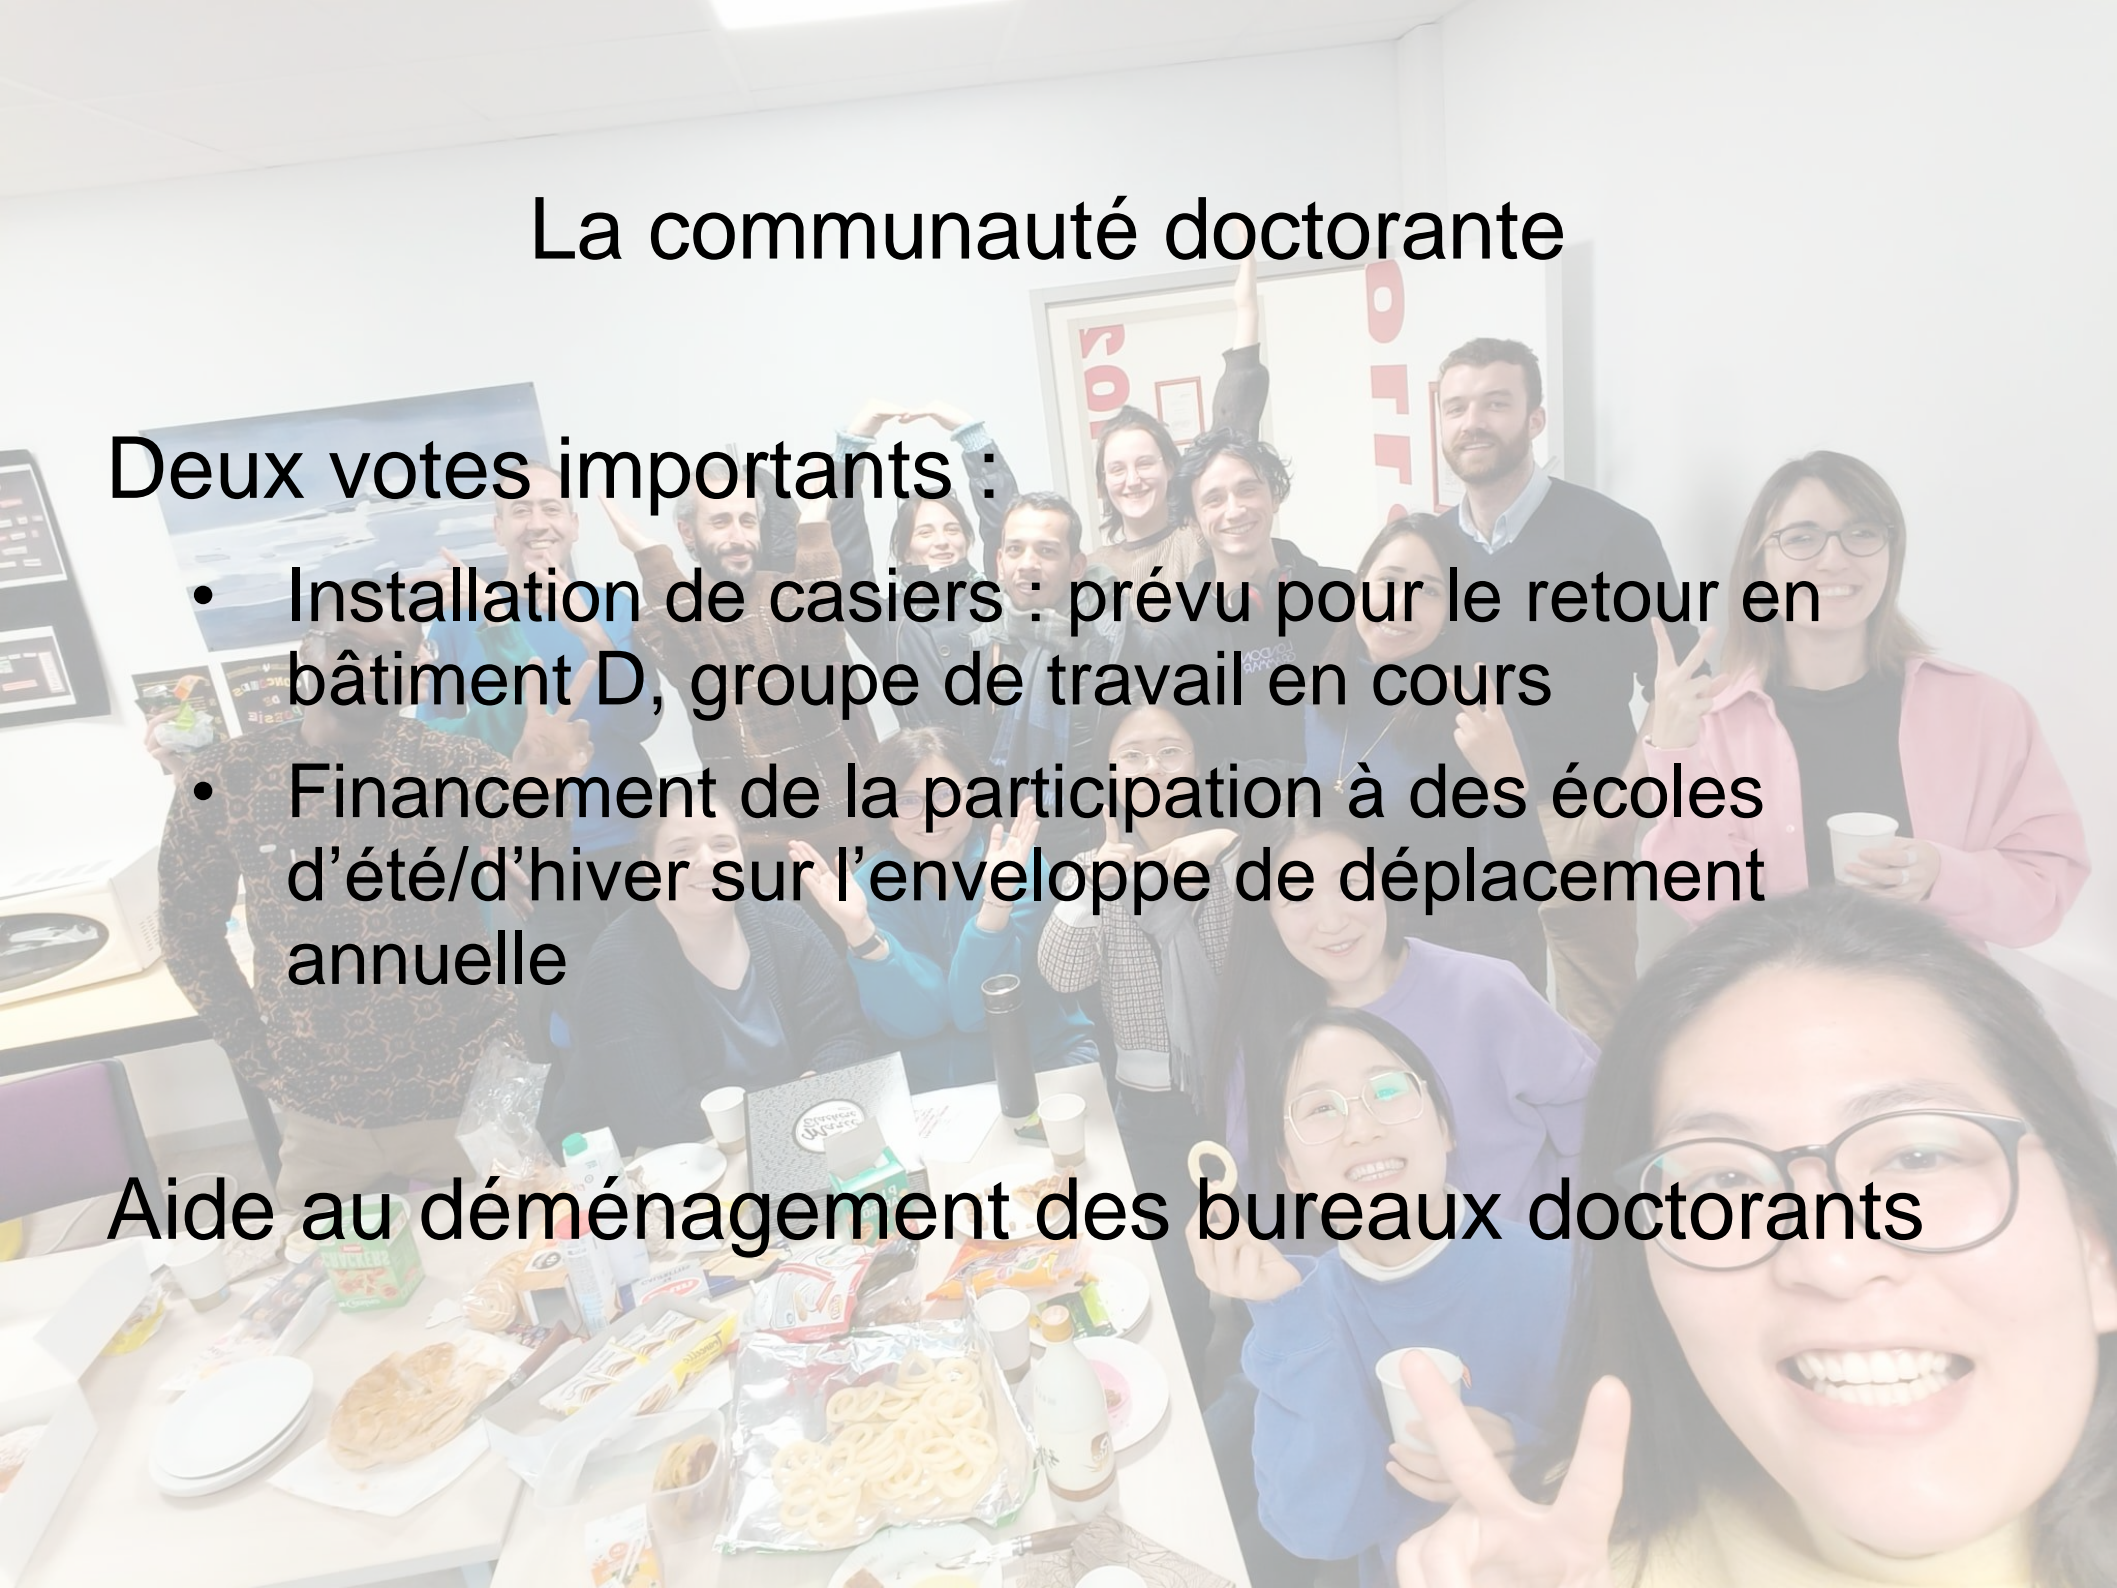 La communauté doctorante
Deux votes importants :
• Installation de casiers : prévu pour le retour en
bâtiment D, groupe de travail en cours
• Financement de la participation à des écoles
d’été/d’hiver sur l’enveloppe de déplacement
annuelle
Aide au déménagement des bureaux doctorants